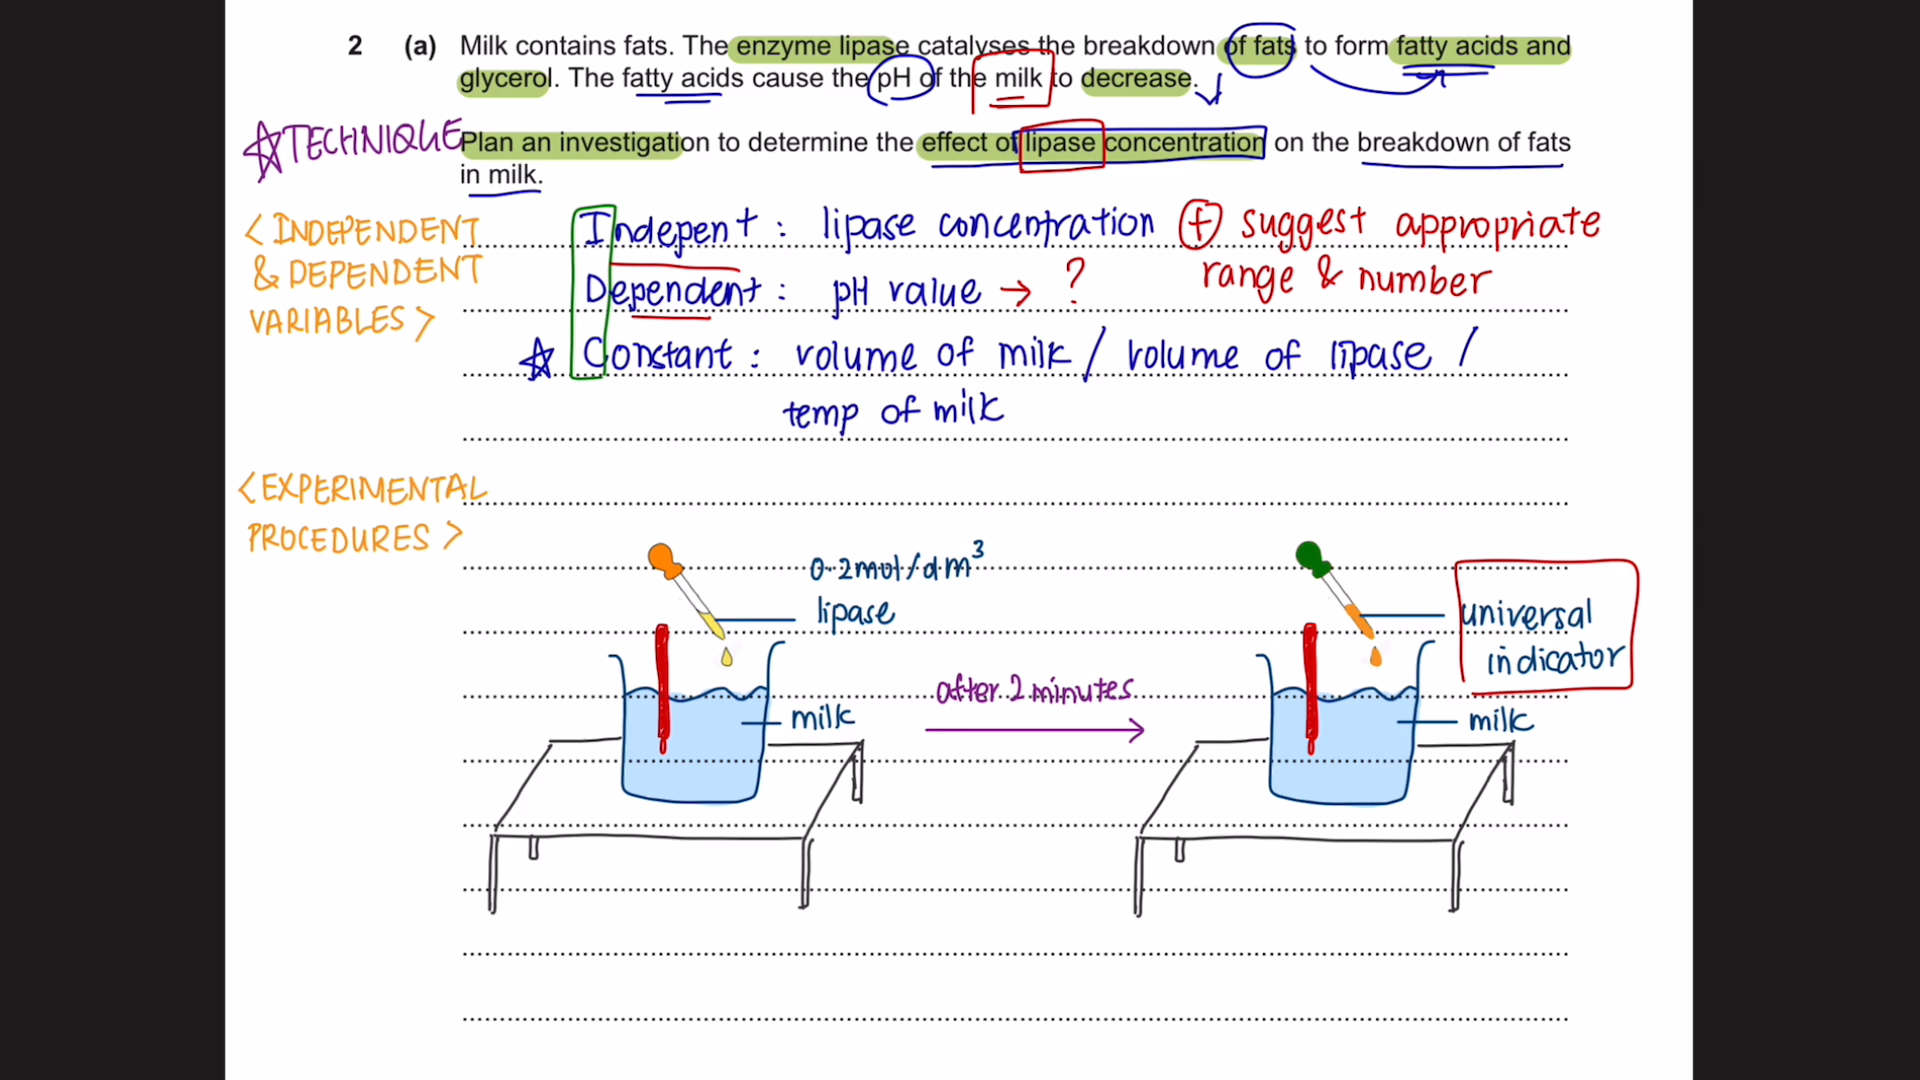 2 (a) Milk contains fats. The enzyme lipase catalyses the breakdown of fats to form fatty acids and
glycerol. The fatty acids cause the pH of the milk to decrease.
☆TECHNIQUE
Plan an investigation to determine the effect of lipase concentration on the breakdown of fats
in milk.
<INDEPENDENT
& DEPENDENT
VARIABLES>
Indepent : lipase concentration ⊕ suggest appropriate
range & number
Dependent : pH value → ?
☆ Constant : volume of milk / volume of lipase /
temp of milk
<EXPERIMENTAL
PROCEDURES>
0.2mol/dm³
lipase
milk
after 2 minutes
universal
indicator
milk